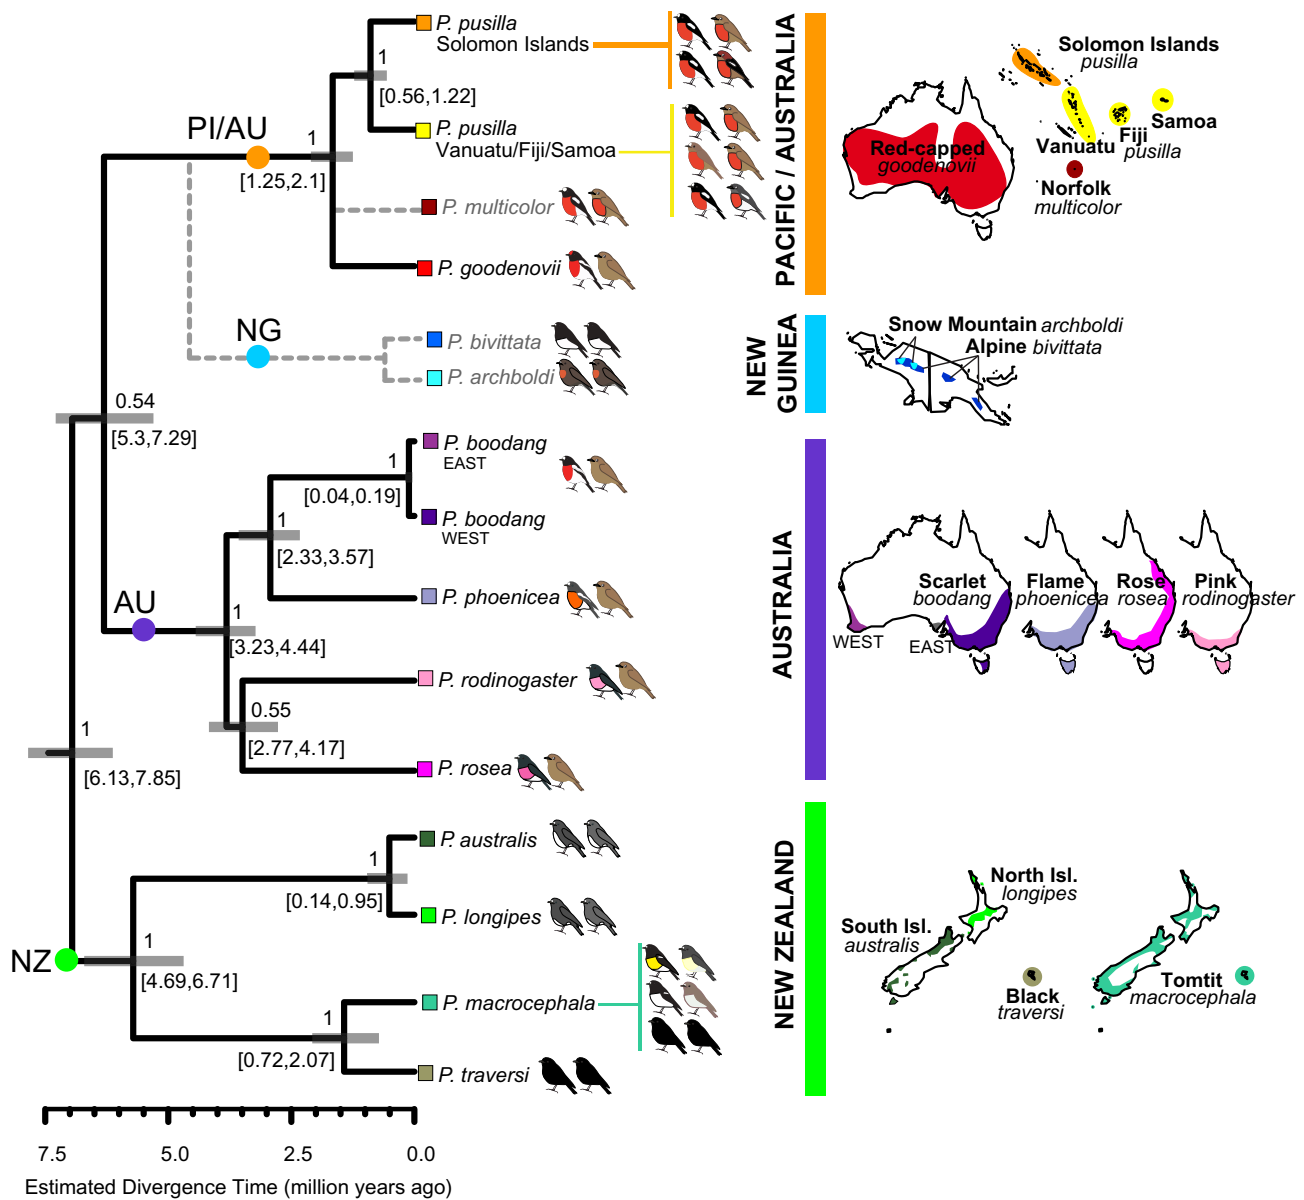 P. pusilla
Solomon Islands
1
[0.56,1.22]
PI/AU
1
[1.25,2.1]
P. pusilla
Vanuatu/Fiji/Samoa
P. multicolor
P. goodenovii
NG
P. bivittata
P. archboldi
0.54
[5.3,7.29]
P. boodang
EAST
1
[0.04,0.19]
P. boodang
WEST
1
[2.33,3.57]
P. phoenicea
AU
1
[3.23,4.44]
P. rodinogaster
0.55
[2.77,4.17]
P. rosea
1
[6.13,7.85]
P. australis
1
[0.14,0.95]
P. longipes
NZ
1
[4.69,6.71]
P. macrocephala
1
[0.72,2.07]
P. traversi
7.5 5.0 2.5 0.0
Estimated Divergence Time (million years ago)
PACIFIC / AUSTRALIA
NEW
GUINEA
AUSTRALIA
NEW ZEALAND
Solomon Islands
pusilla
Samoa
Fiji
Vanuatu
pusilla
Red-capped
goodenovii
Norfolk
multicolor
Snow Mountain archboldi
Alpine bivittata
Scarlet
boodang
Flame
phoenicea
Rose
rosea
Pink
rodinogaster
WEST
EAST
North Isl.
longipes
South Isl.
australis
Black
traversi
Tomtit
macrocephala